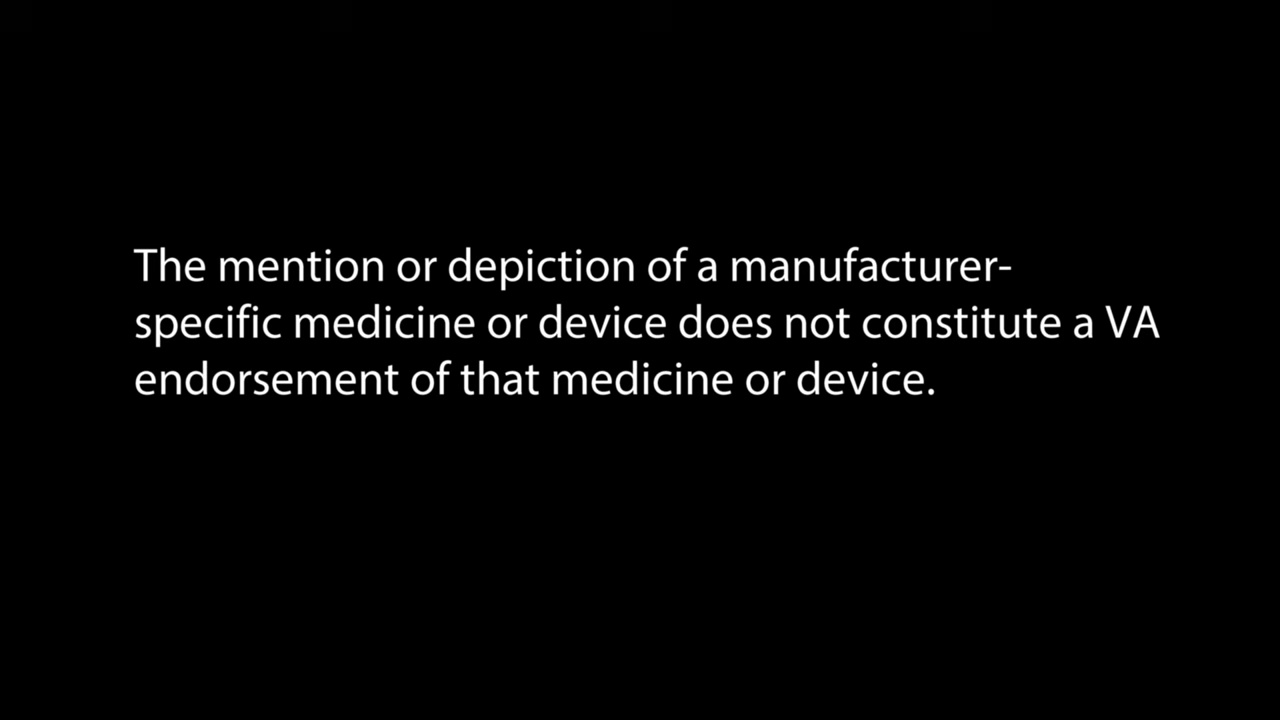 The mention or depiction of a manufacturer-
specific medicine or device does not constitute a VA
endorsement of that medicine or device.